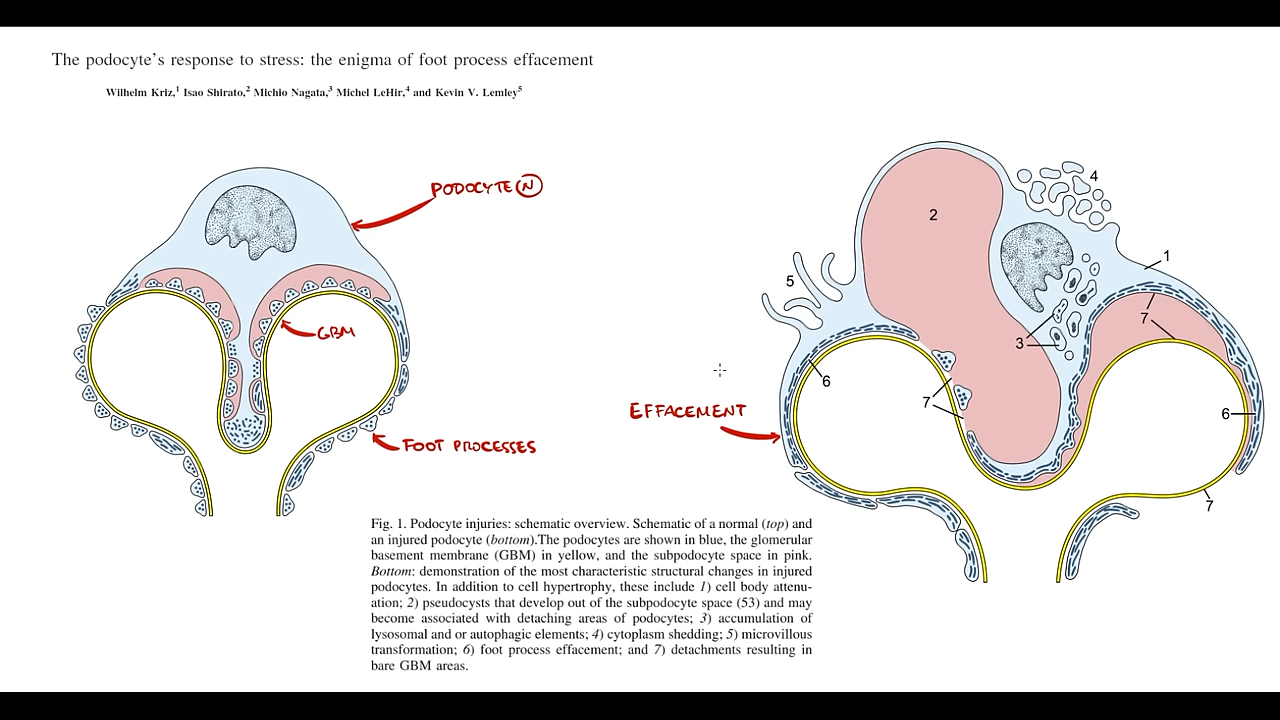 The podocyte's response to stress: the enigma of foot process effacement
Wilhelm Kriz,1 Isao Shirato,2 Michio Nagata,3 Michel LeHir,4 and Kevin V. Lemley5
PODOCYTE N
GBM
FOOT PROCESSES
EFFACEMENT
2
4
5
1
7
3
6
7
6
7
Fig. 1. Podocyte injuries: schematic overview. Schematic of a normal (top) and
an injured podocyte (bottom).The podocytes are shown in blue, the glomerular
basement membrane (GBM) in yellow, and the subpodocyte space in pink.
Bottom: demonstration of the most characteristic structural changes in injured
podocytes. In addition to cell hypertrophy, these include 1) cell body attenu-
ation; 2) pseudocysts that develop out of the subpodocyte space (53) and may
become associated with detaching areas of podocytes; 3) accumulation of
lysosomal and or autophagic elements; 4) cytoplasm shedding; 5) microvillous
transformation; 6) foot process effacement; and 7) detachments resulting in
bare GBM areas.